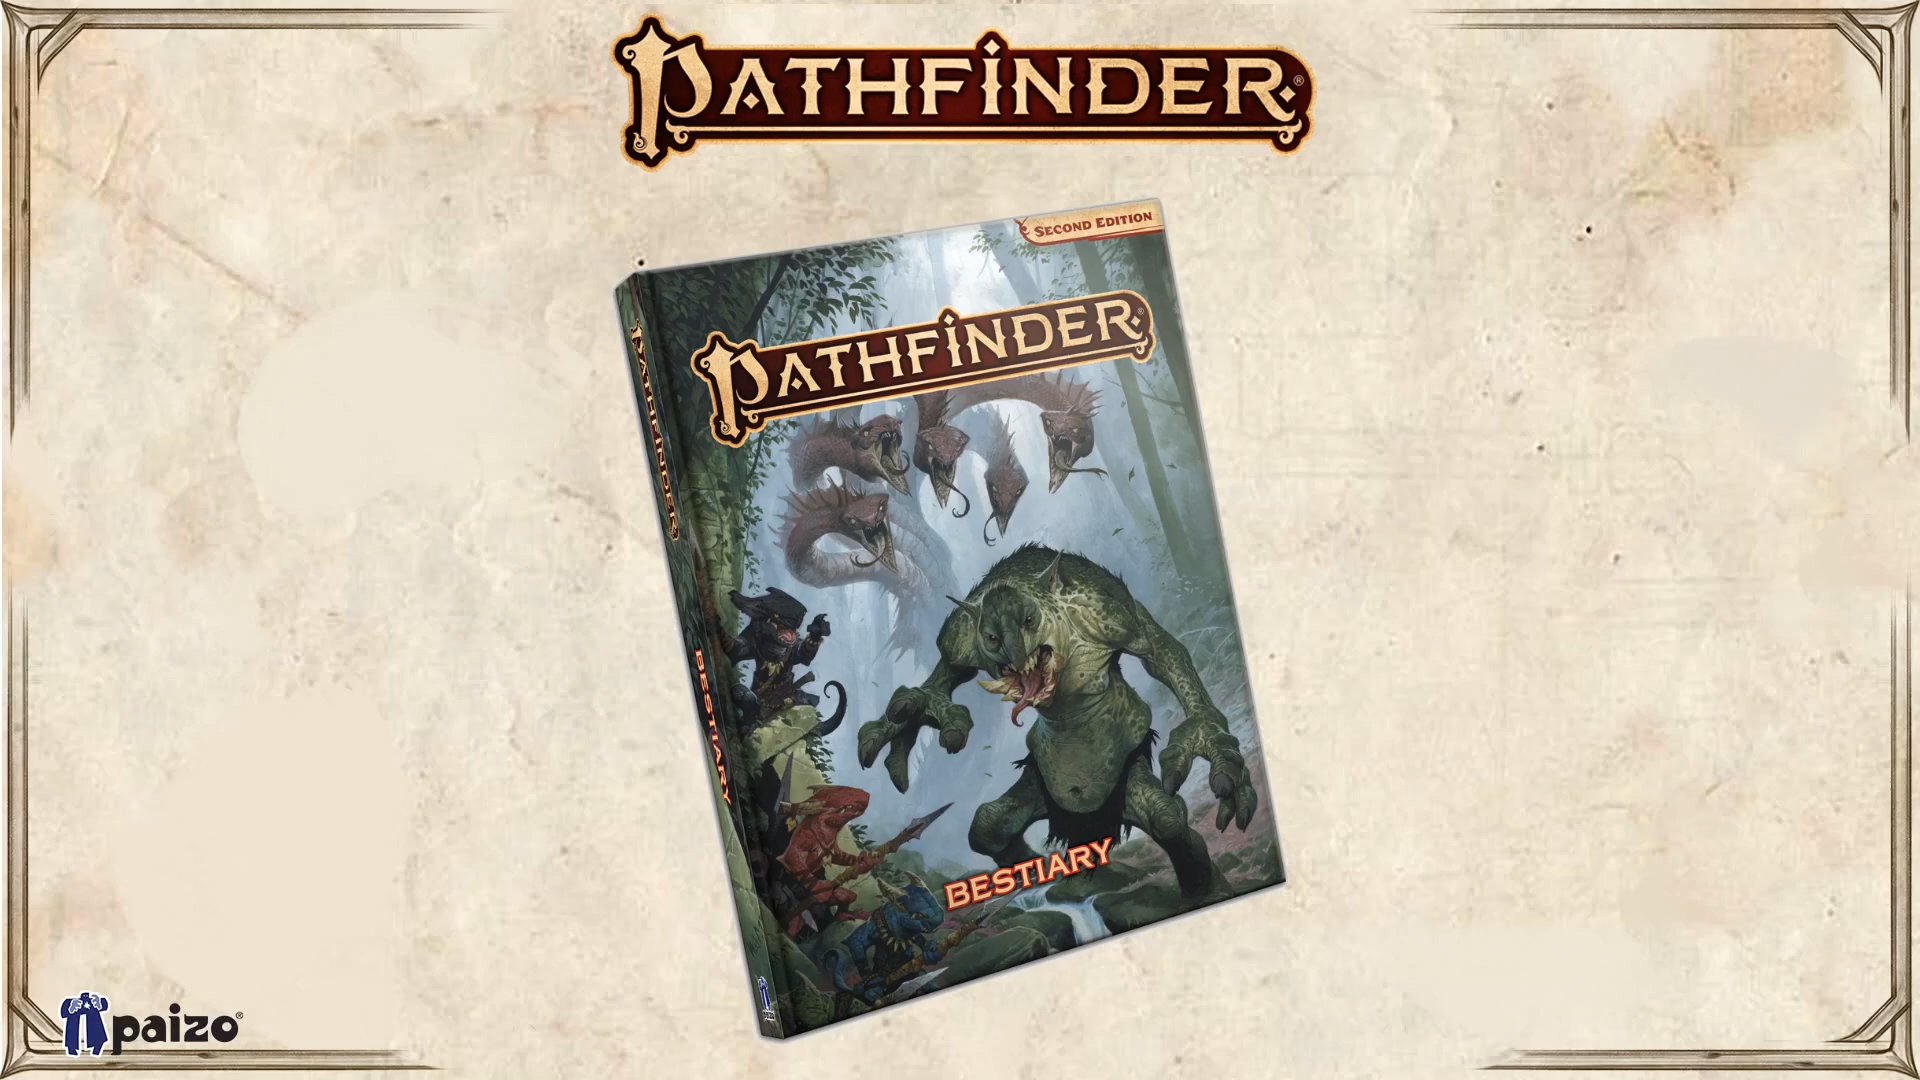 PATHFINDER®
SECOND EDITION
PATHFINDER®
PATHFINDER
BESTIARY
BESTIARY
paizo®